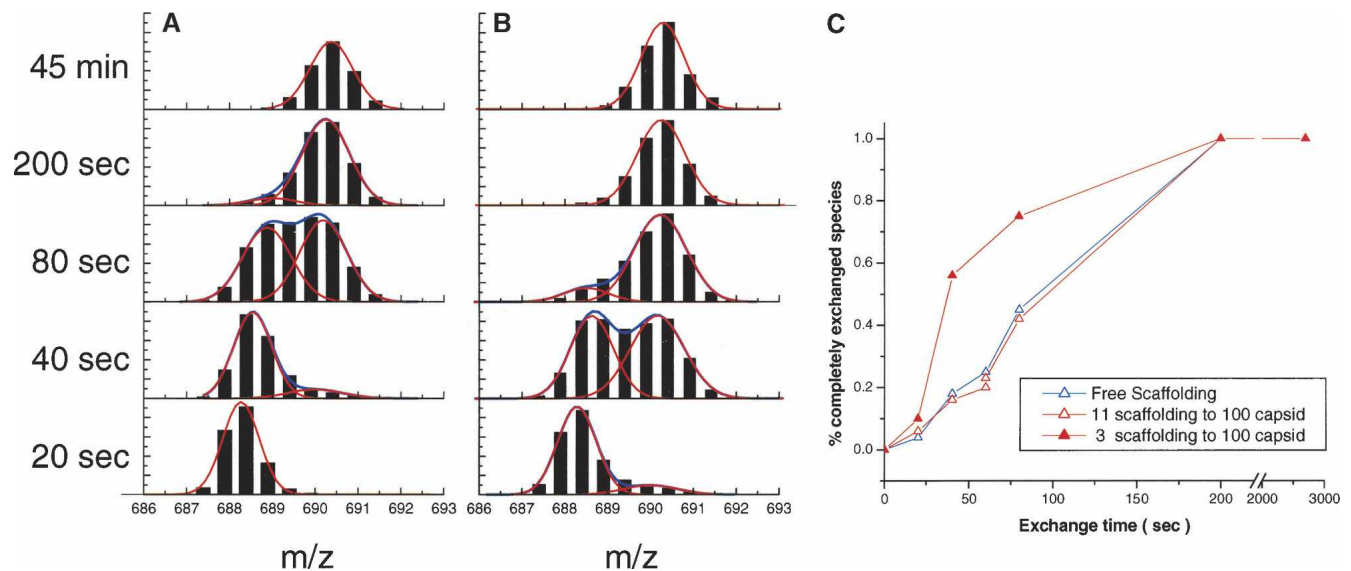 A
B
C
45 min
200 sec
80 sec
40 sec
20 sec
686 687 688 689 690 691 692 693
686 687 688 689 690 691 692 693
m/z
m/z
% completely exchanged species
1.0
0.8
0.6
0.4
0.2
0.0
Free Scaffolding
11 scaffolding to 100 capsid
3 scaffolding to 100 capsid
0 50 100 150 200 2000 3000
Exchange time ( sec )